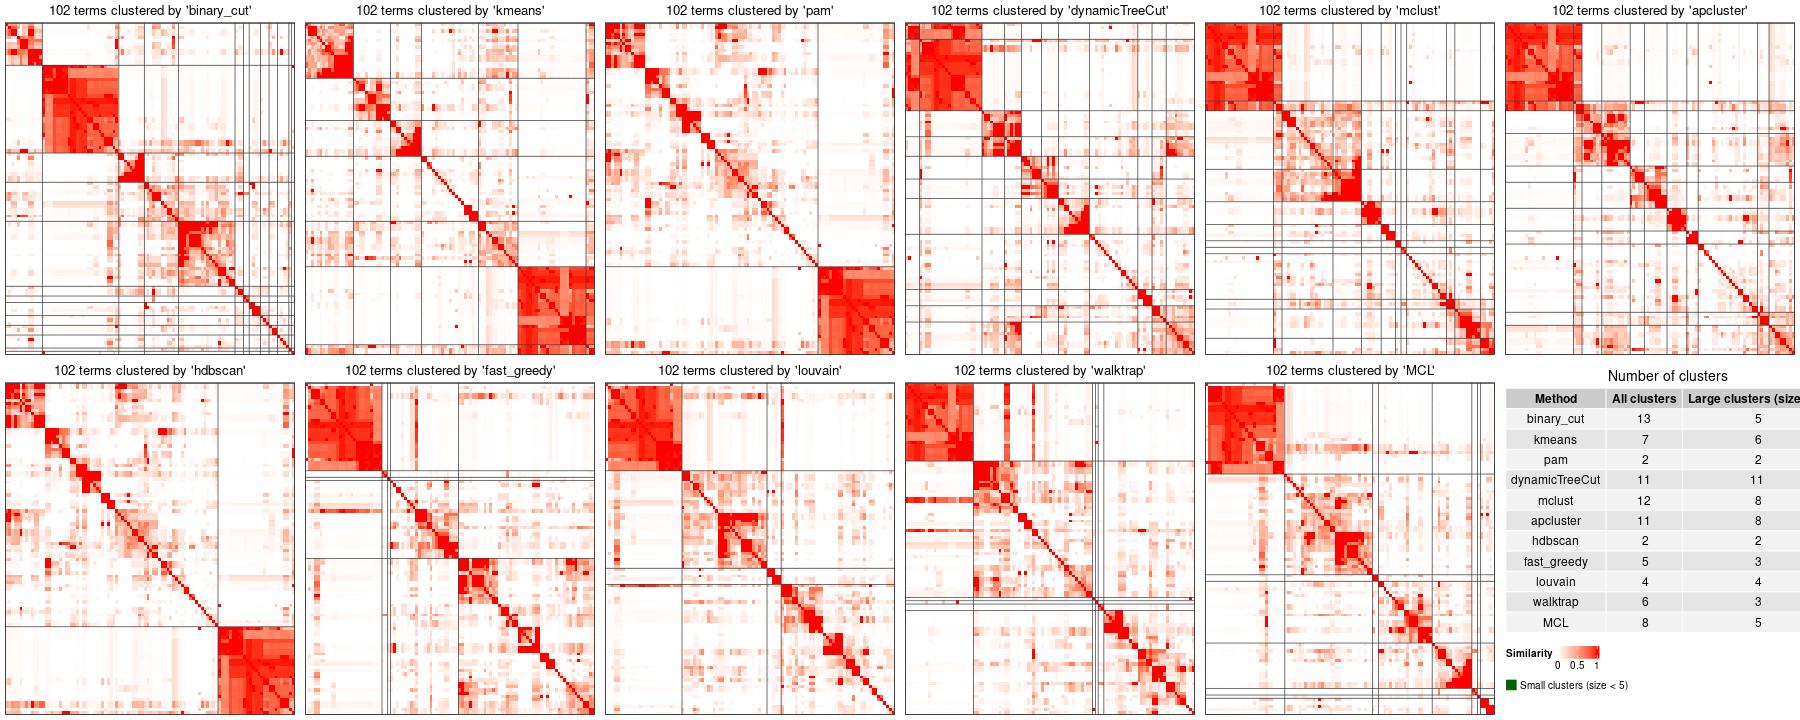 102 terms clustered by 'binary_cut'
102 terms clustered by 'kmeans'
102 terms clustered by 'pam'
102 terms clustered by 'dynamicTreeCut'
102 terms clustered by 'mclust'
102 terms clustered by 'apcluster'
102 terms clustered by 'hdbscan'
102 terms clustered by 'fast_greedy'
102 terms clustered by 'louvain'
102 terms clustered by 'walktrap'
102 terms clustered by 'MCL'
Number of clusters
Method All clusters Large clusters (size
binary_cut 13 5
kmeans 7 6
pam 2 2
dynamicTreeCut 11 11
mclust 12 8
apcluster 11 8
hdbscan 2 2
fast_greedy 5 3
louvain 4 4
walktrap 6 3
MCL 8 5
Similarity
0 0.5 1
Small clusters (size < 5)